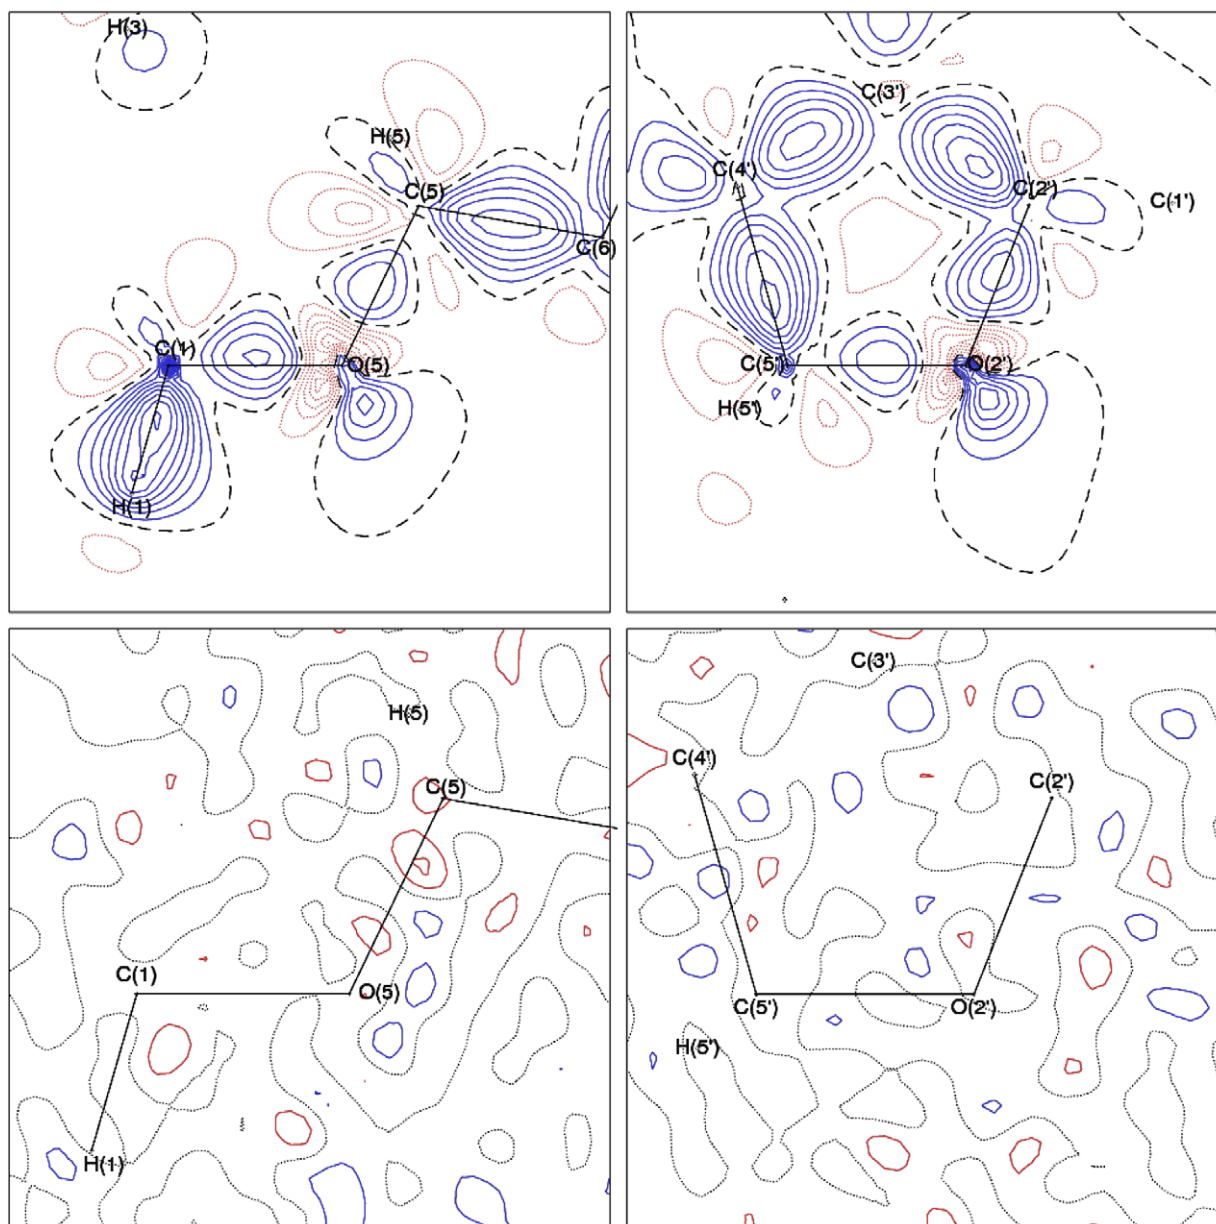 H(3)
H(5)
C(5)
C(6)
C(1)
O(5)
H(1)
C(3')
C(4')
C(2')
C(1')
C(5')
O(2')
H(5')
H(5)
C(5)
C(1)
O(5)
H(1)
C(3')
C(4')
C(2')
C(5')
O(2')
H(5')